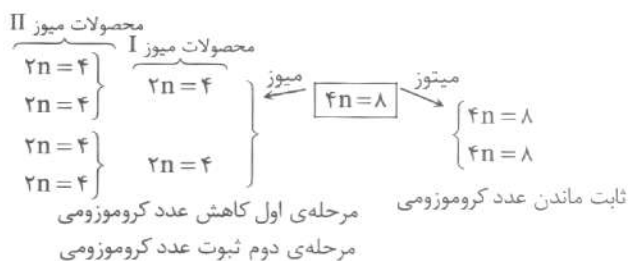 محصولات میوز II
محصولات میوز I
۲n = ۴
۲n = ۴
۲n = ۴
۲n = ۴
۲n = ۴
۲n = ۴
میوز
۴n = ۸
میتوز
۴n = ۸
۴n = ۸
ثابت ماندن عدد کروموزومی
مرحله‌ی اول کاهش عدد کروموزومی
مرحله‌ی دوم ثبوت عدد کروموزومی